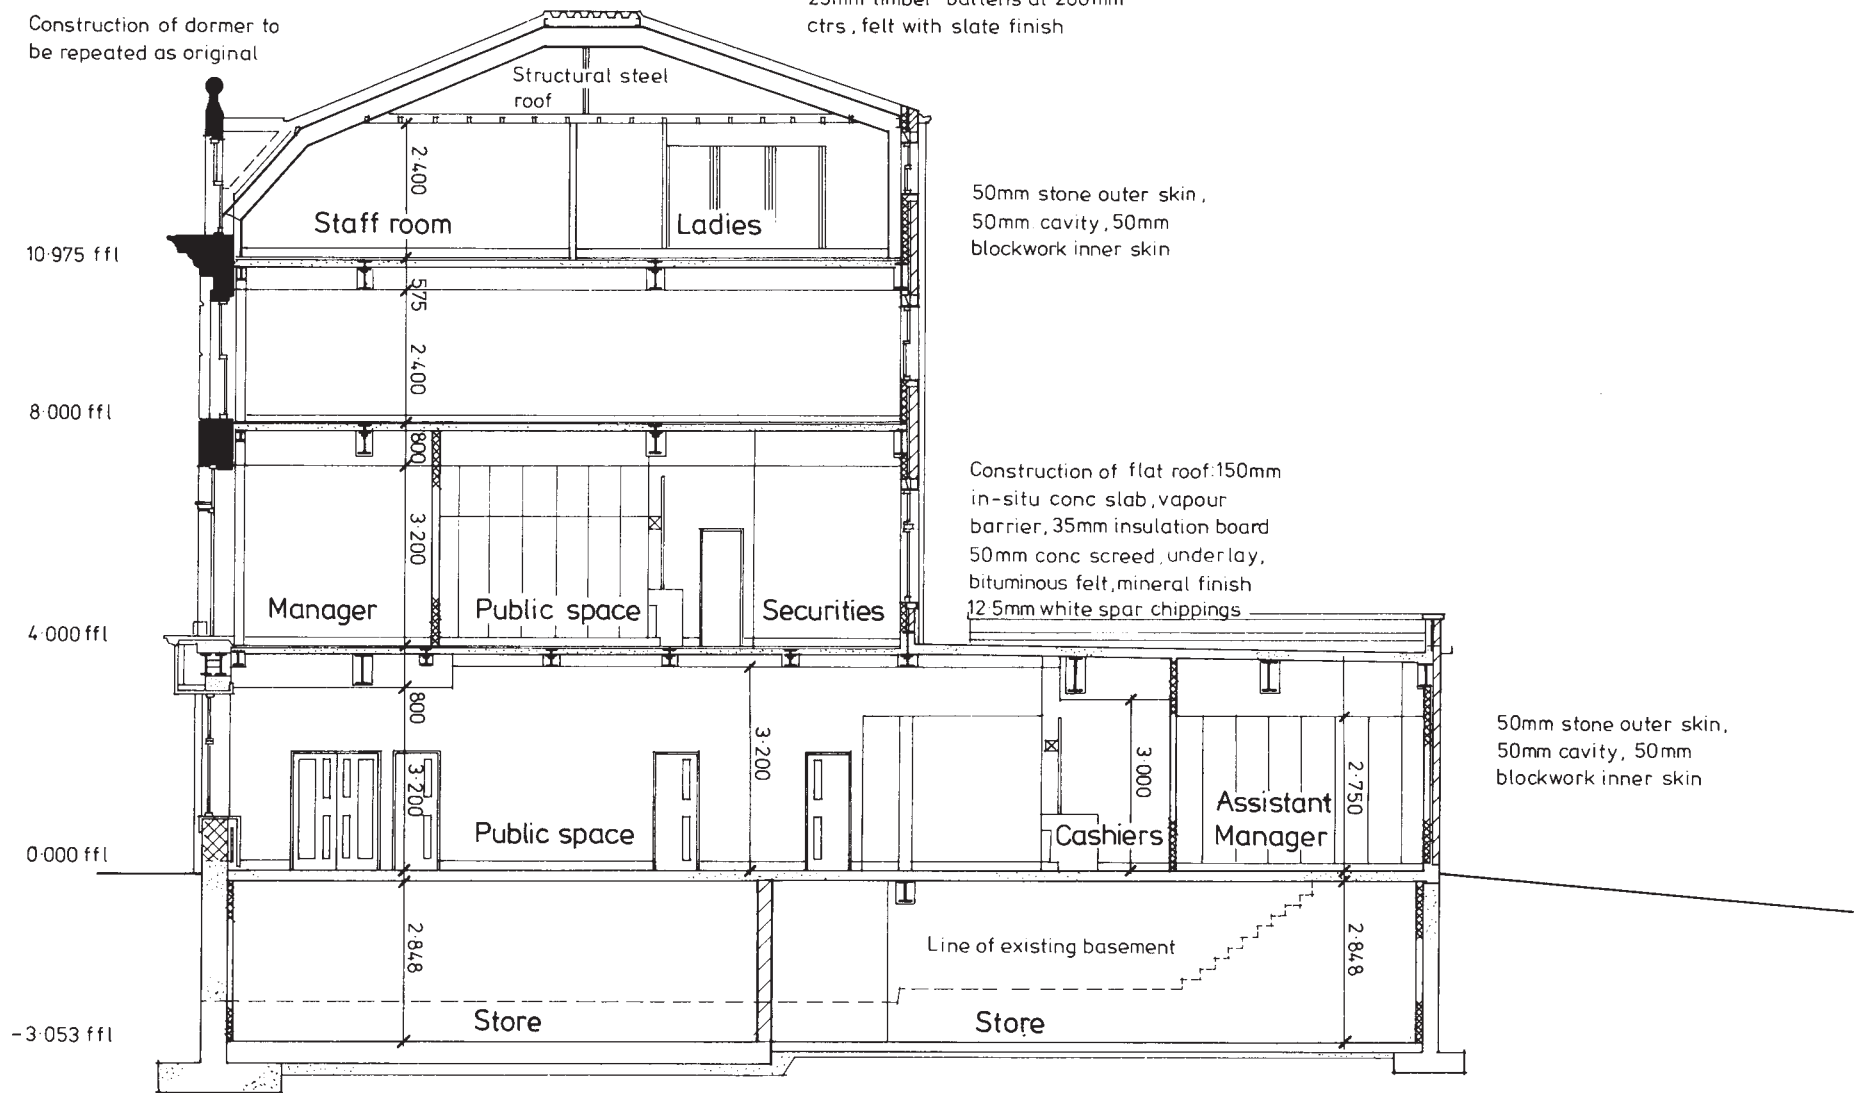 25mm timber battens at 200mm
ctrs, felt with slate finish
Construction of dormer to
be repeated as original
Structural steel
roof
2·400
Staff room
Ladies
50mm stone outer skin,
50mm cavity, 50mm
blockwork inner skin
10·975 ffl
575
2·400
8·000 ffl
800
3·200
Manager
Public space
Securities
Construction of flat roof:150mm
in-situ conc slab, vapour
barrier, 35mm insulation board
50mm conc screed, underlay,
bituminous felt, mineral finish
12·5mm white spar chippings
4·000 ffl
800
3·200
3·200
3·000
2·750
Public space
Cashiers
Assistant
Manager
50mm stone outer skin,
50mm cavity, 50mm
blockwork inner skin
0·000 ffl
2·848
Line of existing basement
2·848
Store
Store
-3·053 ffl